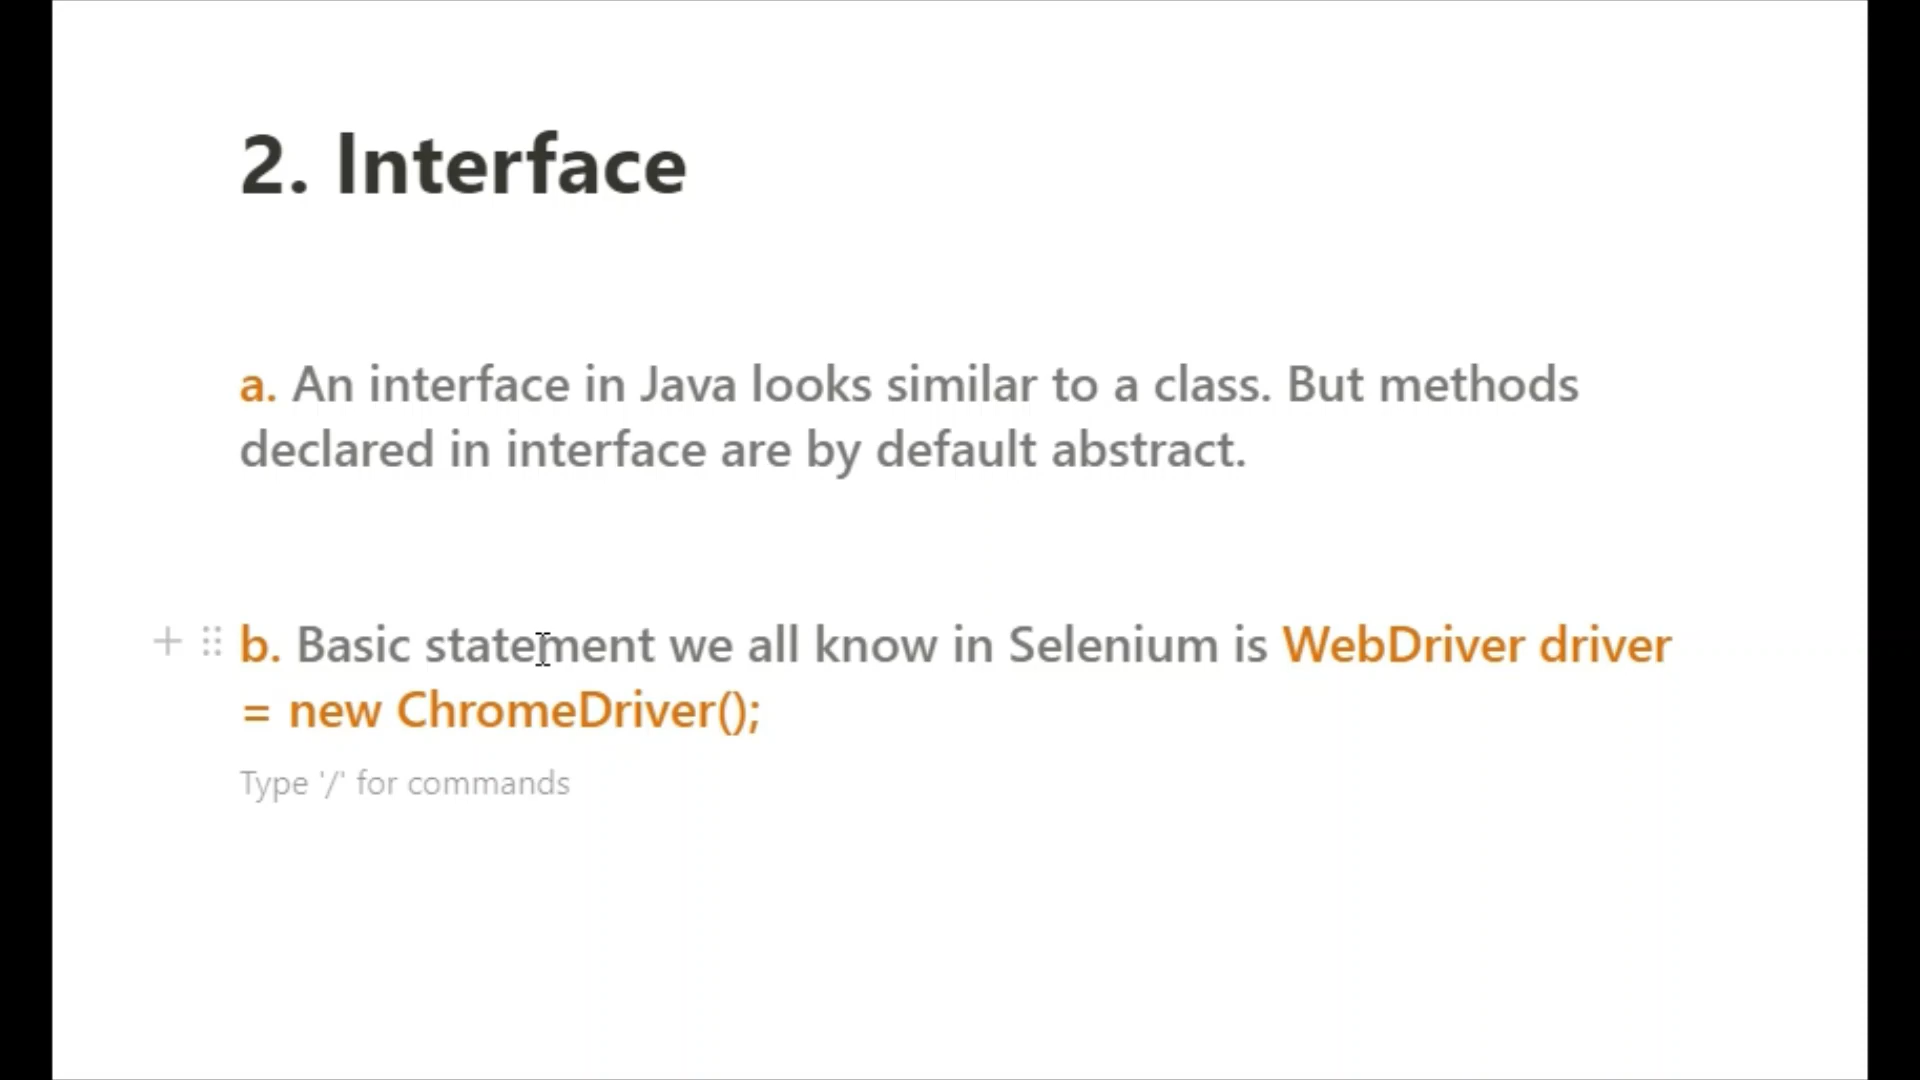 2. Interface
a. An interface in Java looks similar to a class. But methods
declared in interface are by default abstract.
b. Basic statement we all know in Selenium is WebDriver driver
= new ChromeDriver();
Type '/' for commands